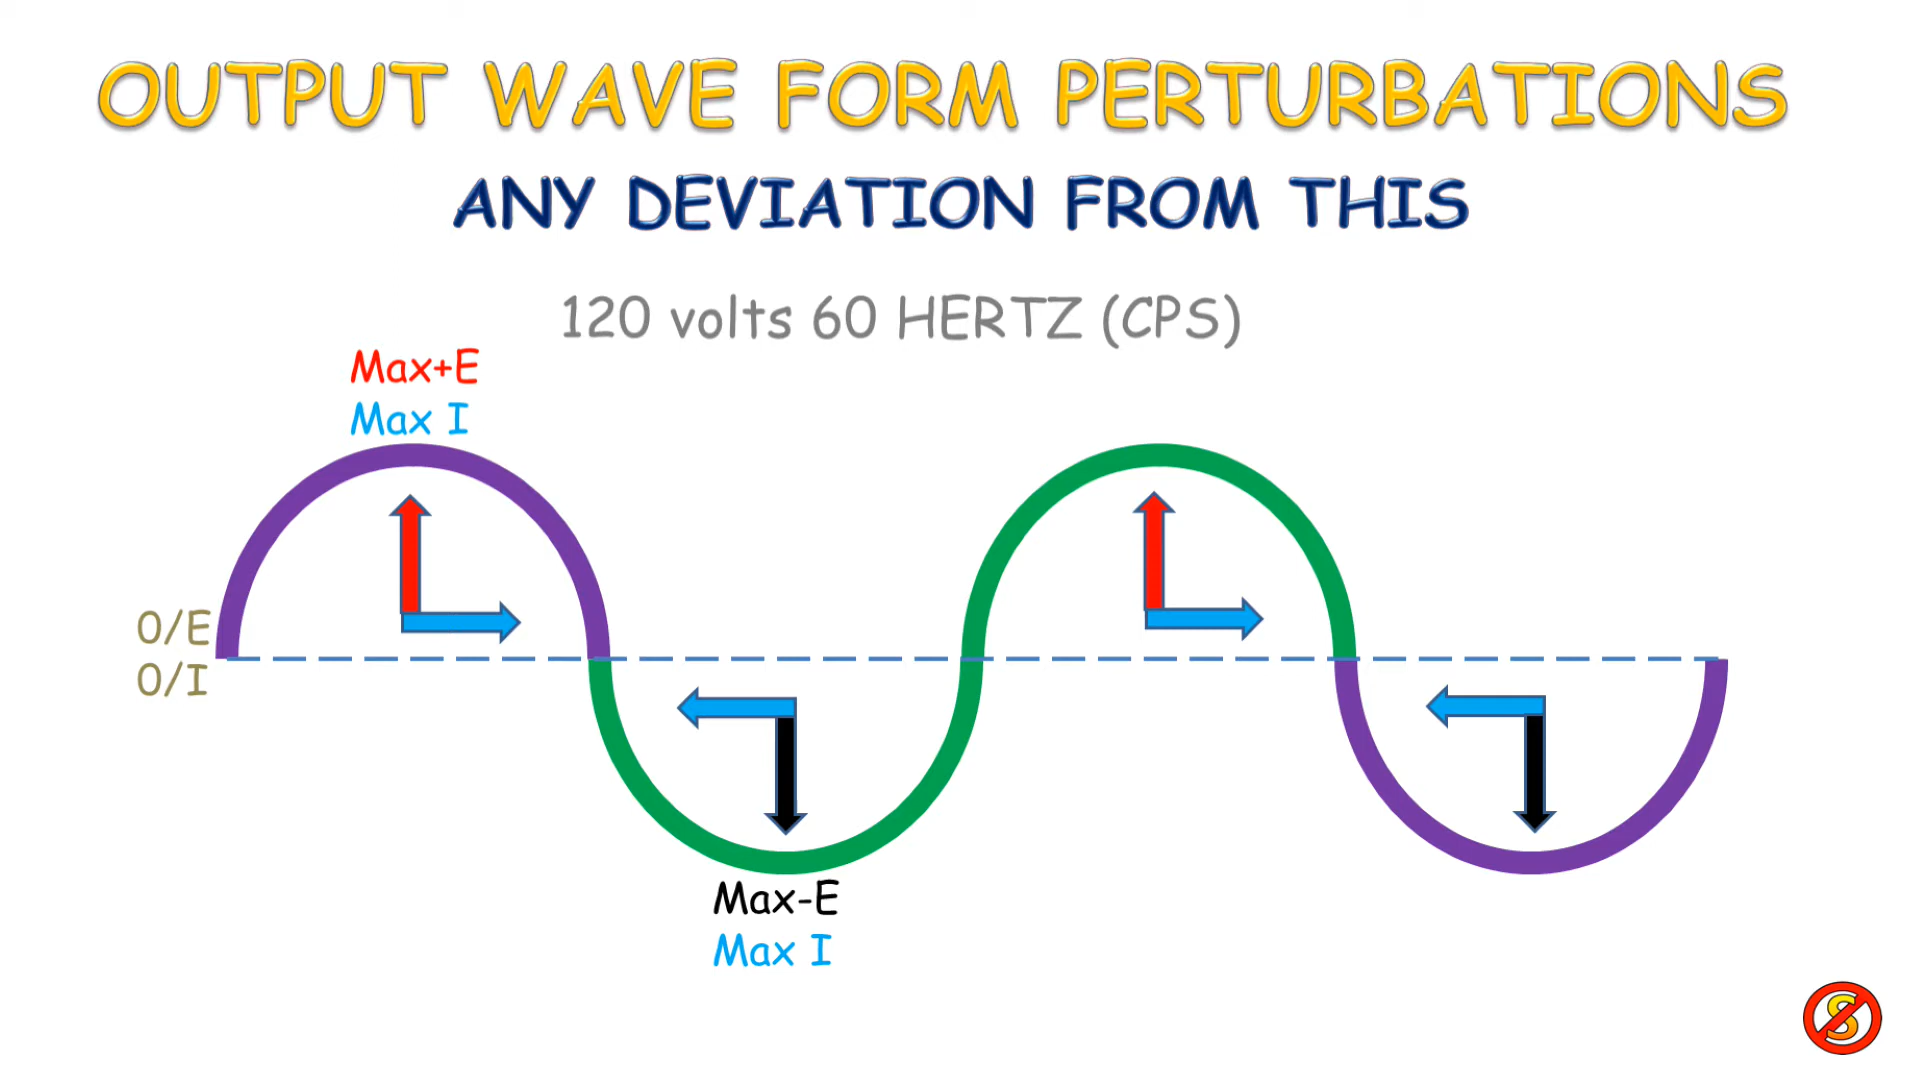 OUTPUT WAVE FORM PERTURBATIONS
ANY DEVIATION FROM THIS
120 volts 60 HERTZ (CPS)
Max+E
Max I
0/E
0/I
Max-E
Max I
S